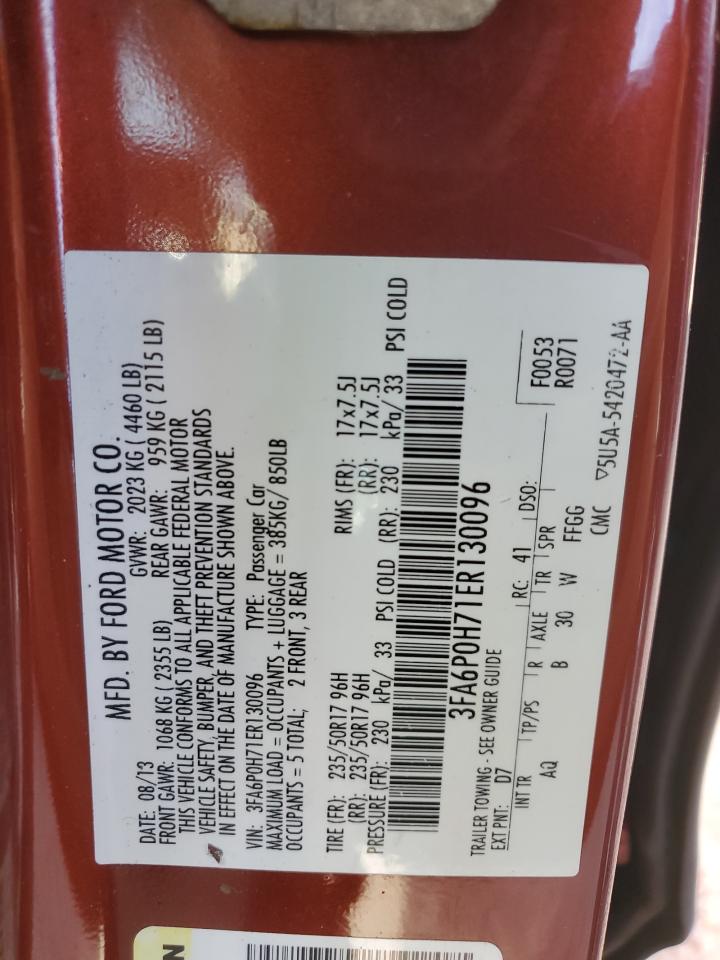 MFD. BY FORD MOTOR CO.
DATE: 08/13 GVWR: 2023 KG ( 4460 LB)
FRONT GAWR: 1068 KG ( 2355 LB) REAR GAWR: 959 KG ( 2115 LB)
THIS VEHICLE CONFORMS TO ALL APPLICABLE FEDERAL MOTOR
VEHICLE SAFETY, BUMPER, AND THEFT PREVENTION STANDARDS
IN EFFECT ON THE DATE OF MANUFACTURE SHOWN ABOVE.
VIN: 3FA6P0H71ER130096 TYPE: Passenger Car
MAXIMUM LOAD = OCCUPANTS + LUGGAGE = 385KG/ 850LB
OCCUPANTS = 5 TOTAL; 2 FRONT, 3 REAR
TIRE (FR): 235/50R17 96H RIMS (FR): 17x7.5J
(RR): 235/50R17 96H (RR): 17x7.5J
PRESSURE (FR): 230 kPa/ 33 PSI COLD (RR): 230 kPa/ 33 PSI COLD
3FA6P0H71ER130096
TRAILER TOWING - SEE OWNER GUIDE
EXT PNT: D7 RC: 41 DSO: F0053
R0071
INT TR TP/PS R AXLE TR SPR
AQ B 30 W FFGG
CMC
▽5U5A-5420472-AA
N